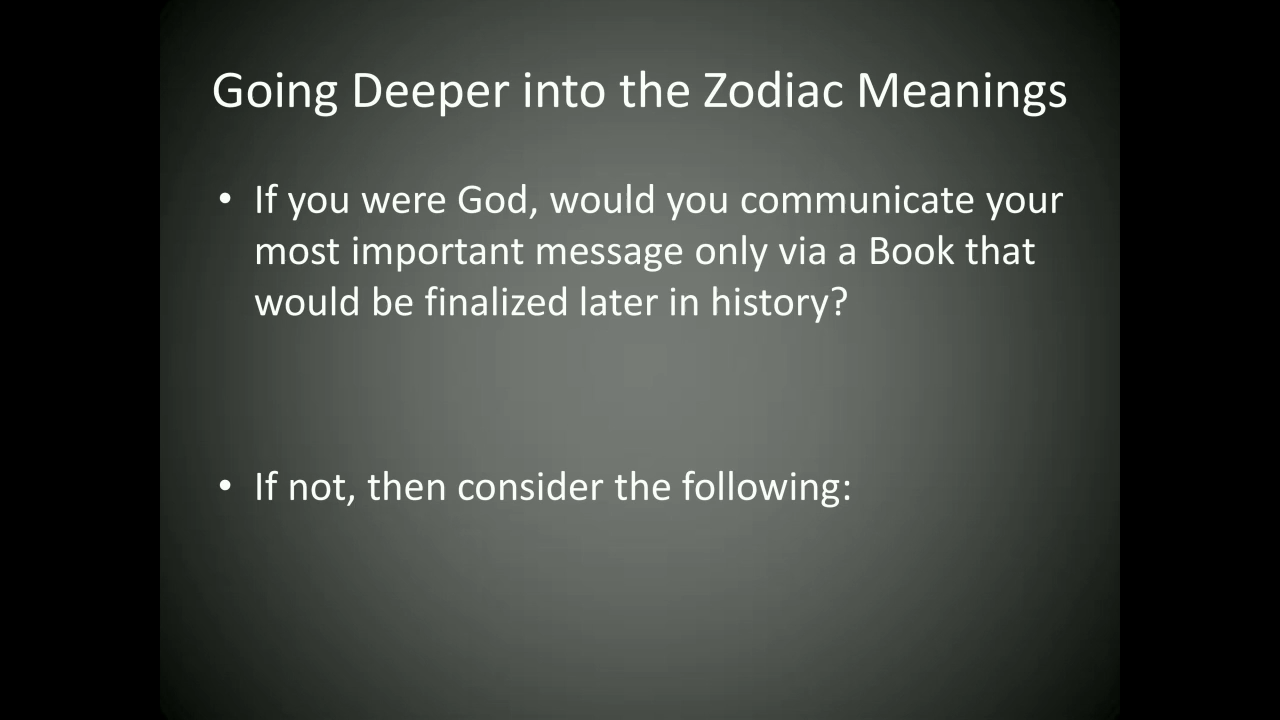 Going Deeper into the Zodiac Meanings
• If you were God, would you communicate your
most important message only via a Book that
would be finalized later in history?
• If not, then consider the following: